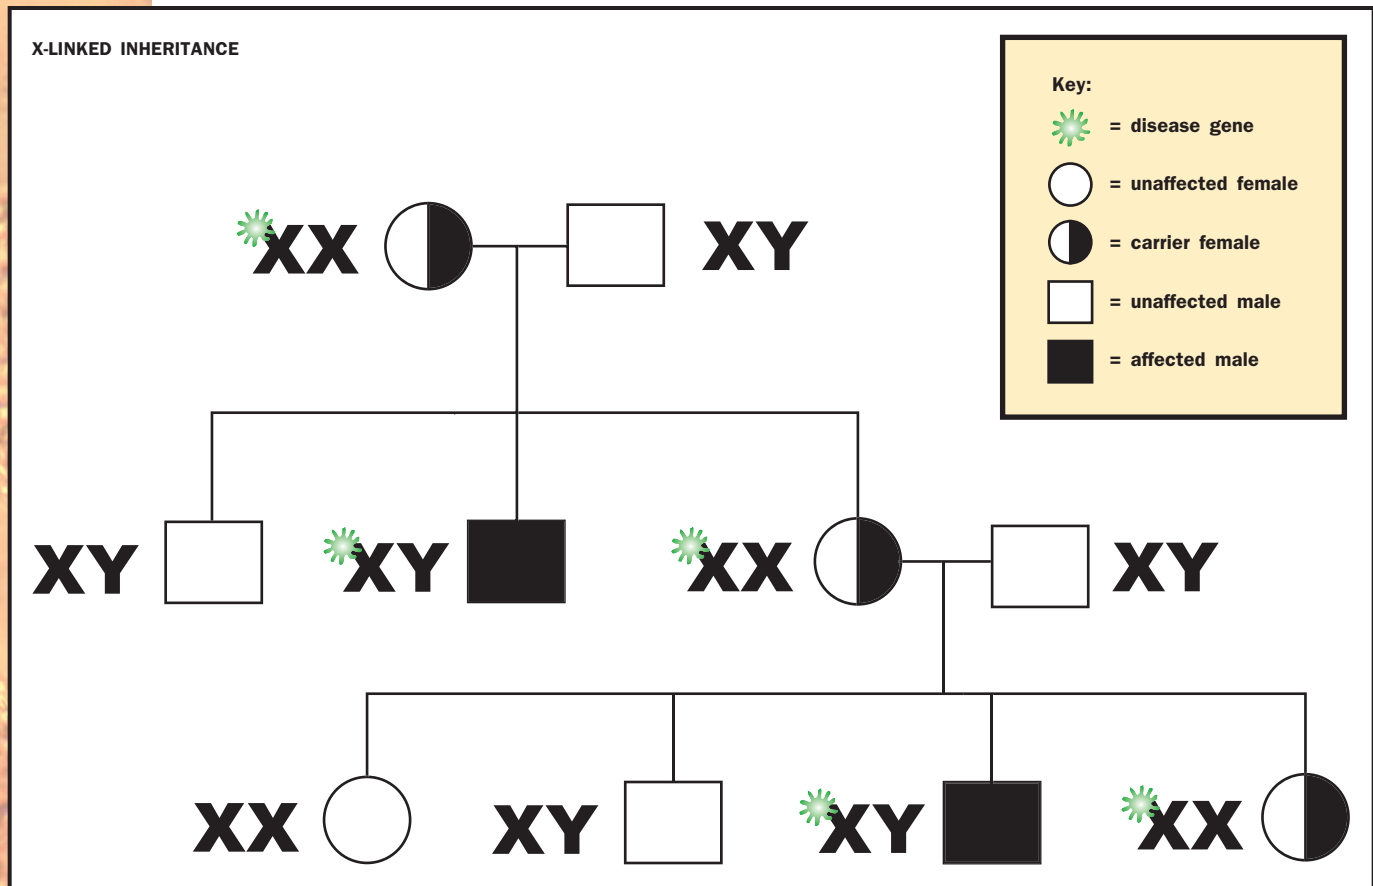 X-LINKED INHERITANCE
Key:
= disease gene
= unaffected female
= carrier female
= unaffected male
= affected male
XX
XY
XY
XY
XX
XY
XX
XY
XY
XX